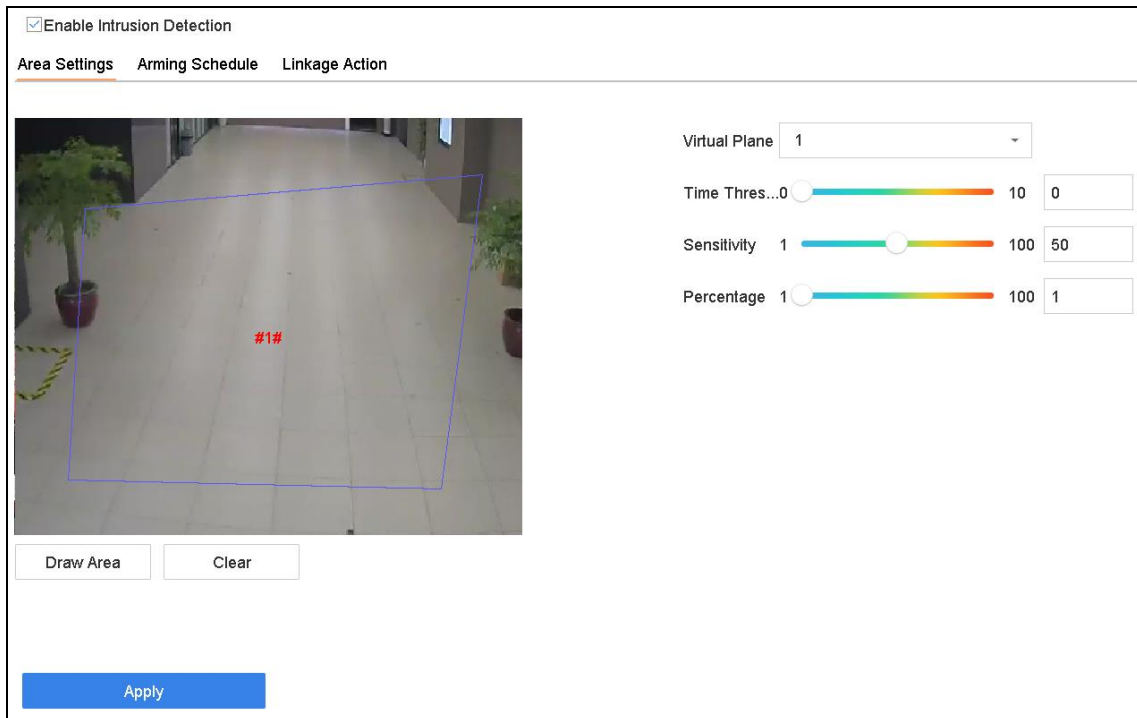 Enable Intrusion Detection
Area Settings Arming Schedule Linkage Action
Virtual Plane 1
Time Thres...0 10 0
Sensitivity 1 100 50
Percentage 1 100 1
#1#
Draw Area Clear
Apply